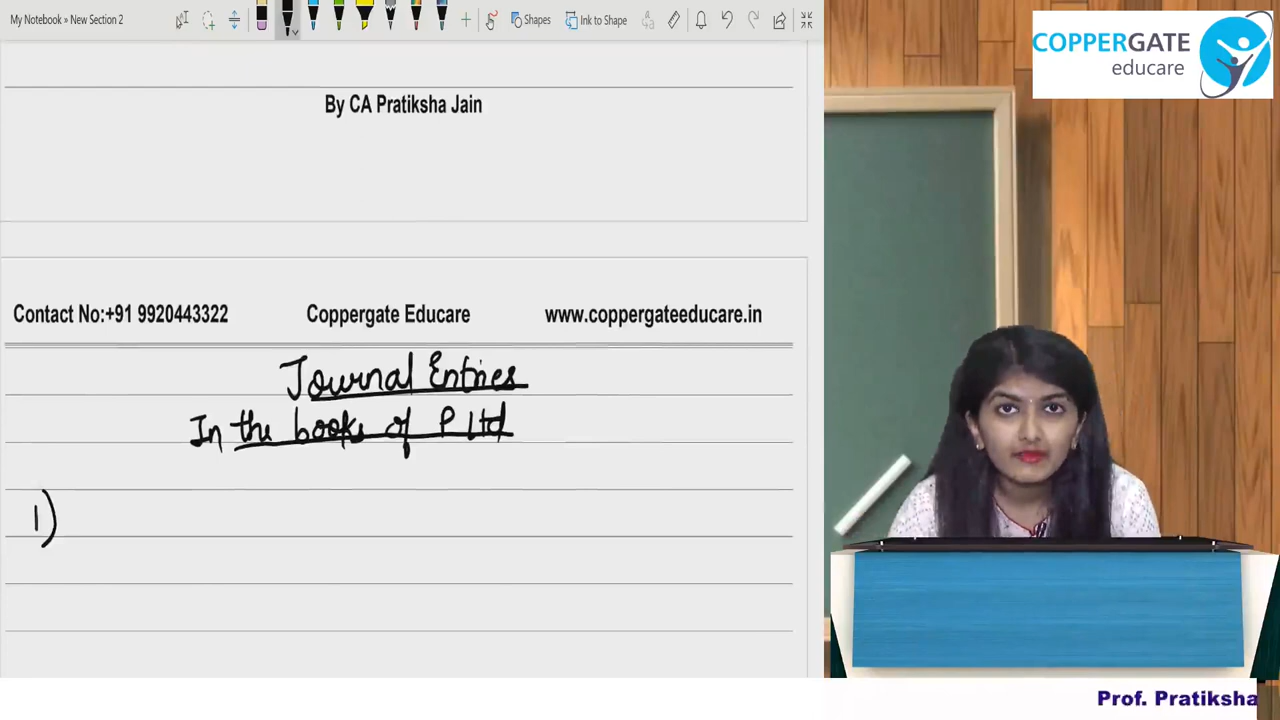 My Notebook » New Section 2
Shapes
Ink to Shape
COPPERGATE
educare
By CA Pratiksha Jain
Contact No:+91 9920443322 Coppergate Educare www.coppergateeducare.in
Journal Entries
In the books of P Ltd
1)
Prof. Pratiksha